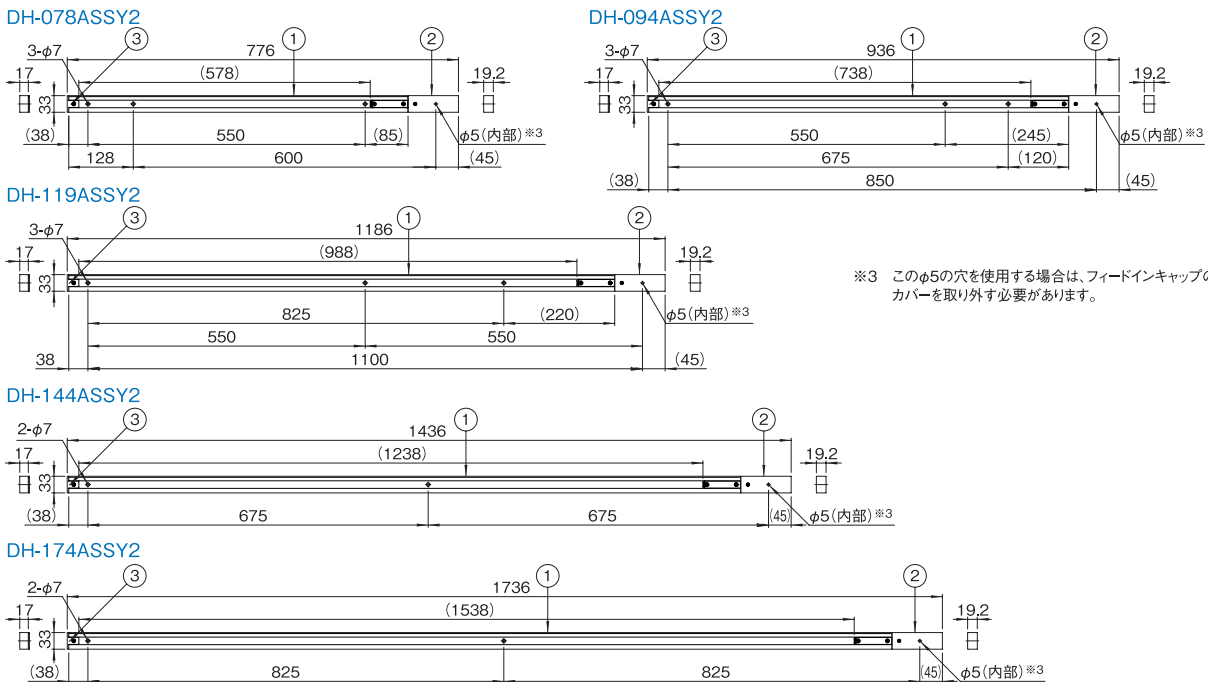 DH-078ASSY2
③ ① ②
3-φ7 776
17 (578) 19.2
33
(38) 550 (85) φ5(内部)※3
128 600 (45)
DH-094ASSY2
③ ① ②
3-φ7 936
17 (738) 19.2
33
550 (245) φ5(内部)※3
675 (120)
(38) 850 (45)
DH-119ASSY2
③ ① ②
3-φ7 1186
17 (988) 19.2
33
825 (220) φ5(内部)※3
550 550
38 1100 (45)
※3 このφ5の穴を使用する場合は、フィードインキャップの
カバーを取り外す必要があります。
DH-144ASSY2
③ ① ②
2-φ7 1436
17 (1238) 19.2
33
(38) 675 675 (45) φ5(内部)※3
DH-174ASSY2
③ ① ②
2-φ7 1736
17 (1538) 19.2
33
(38) 825 825 (45) φ5(内部)※3